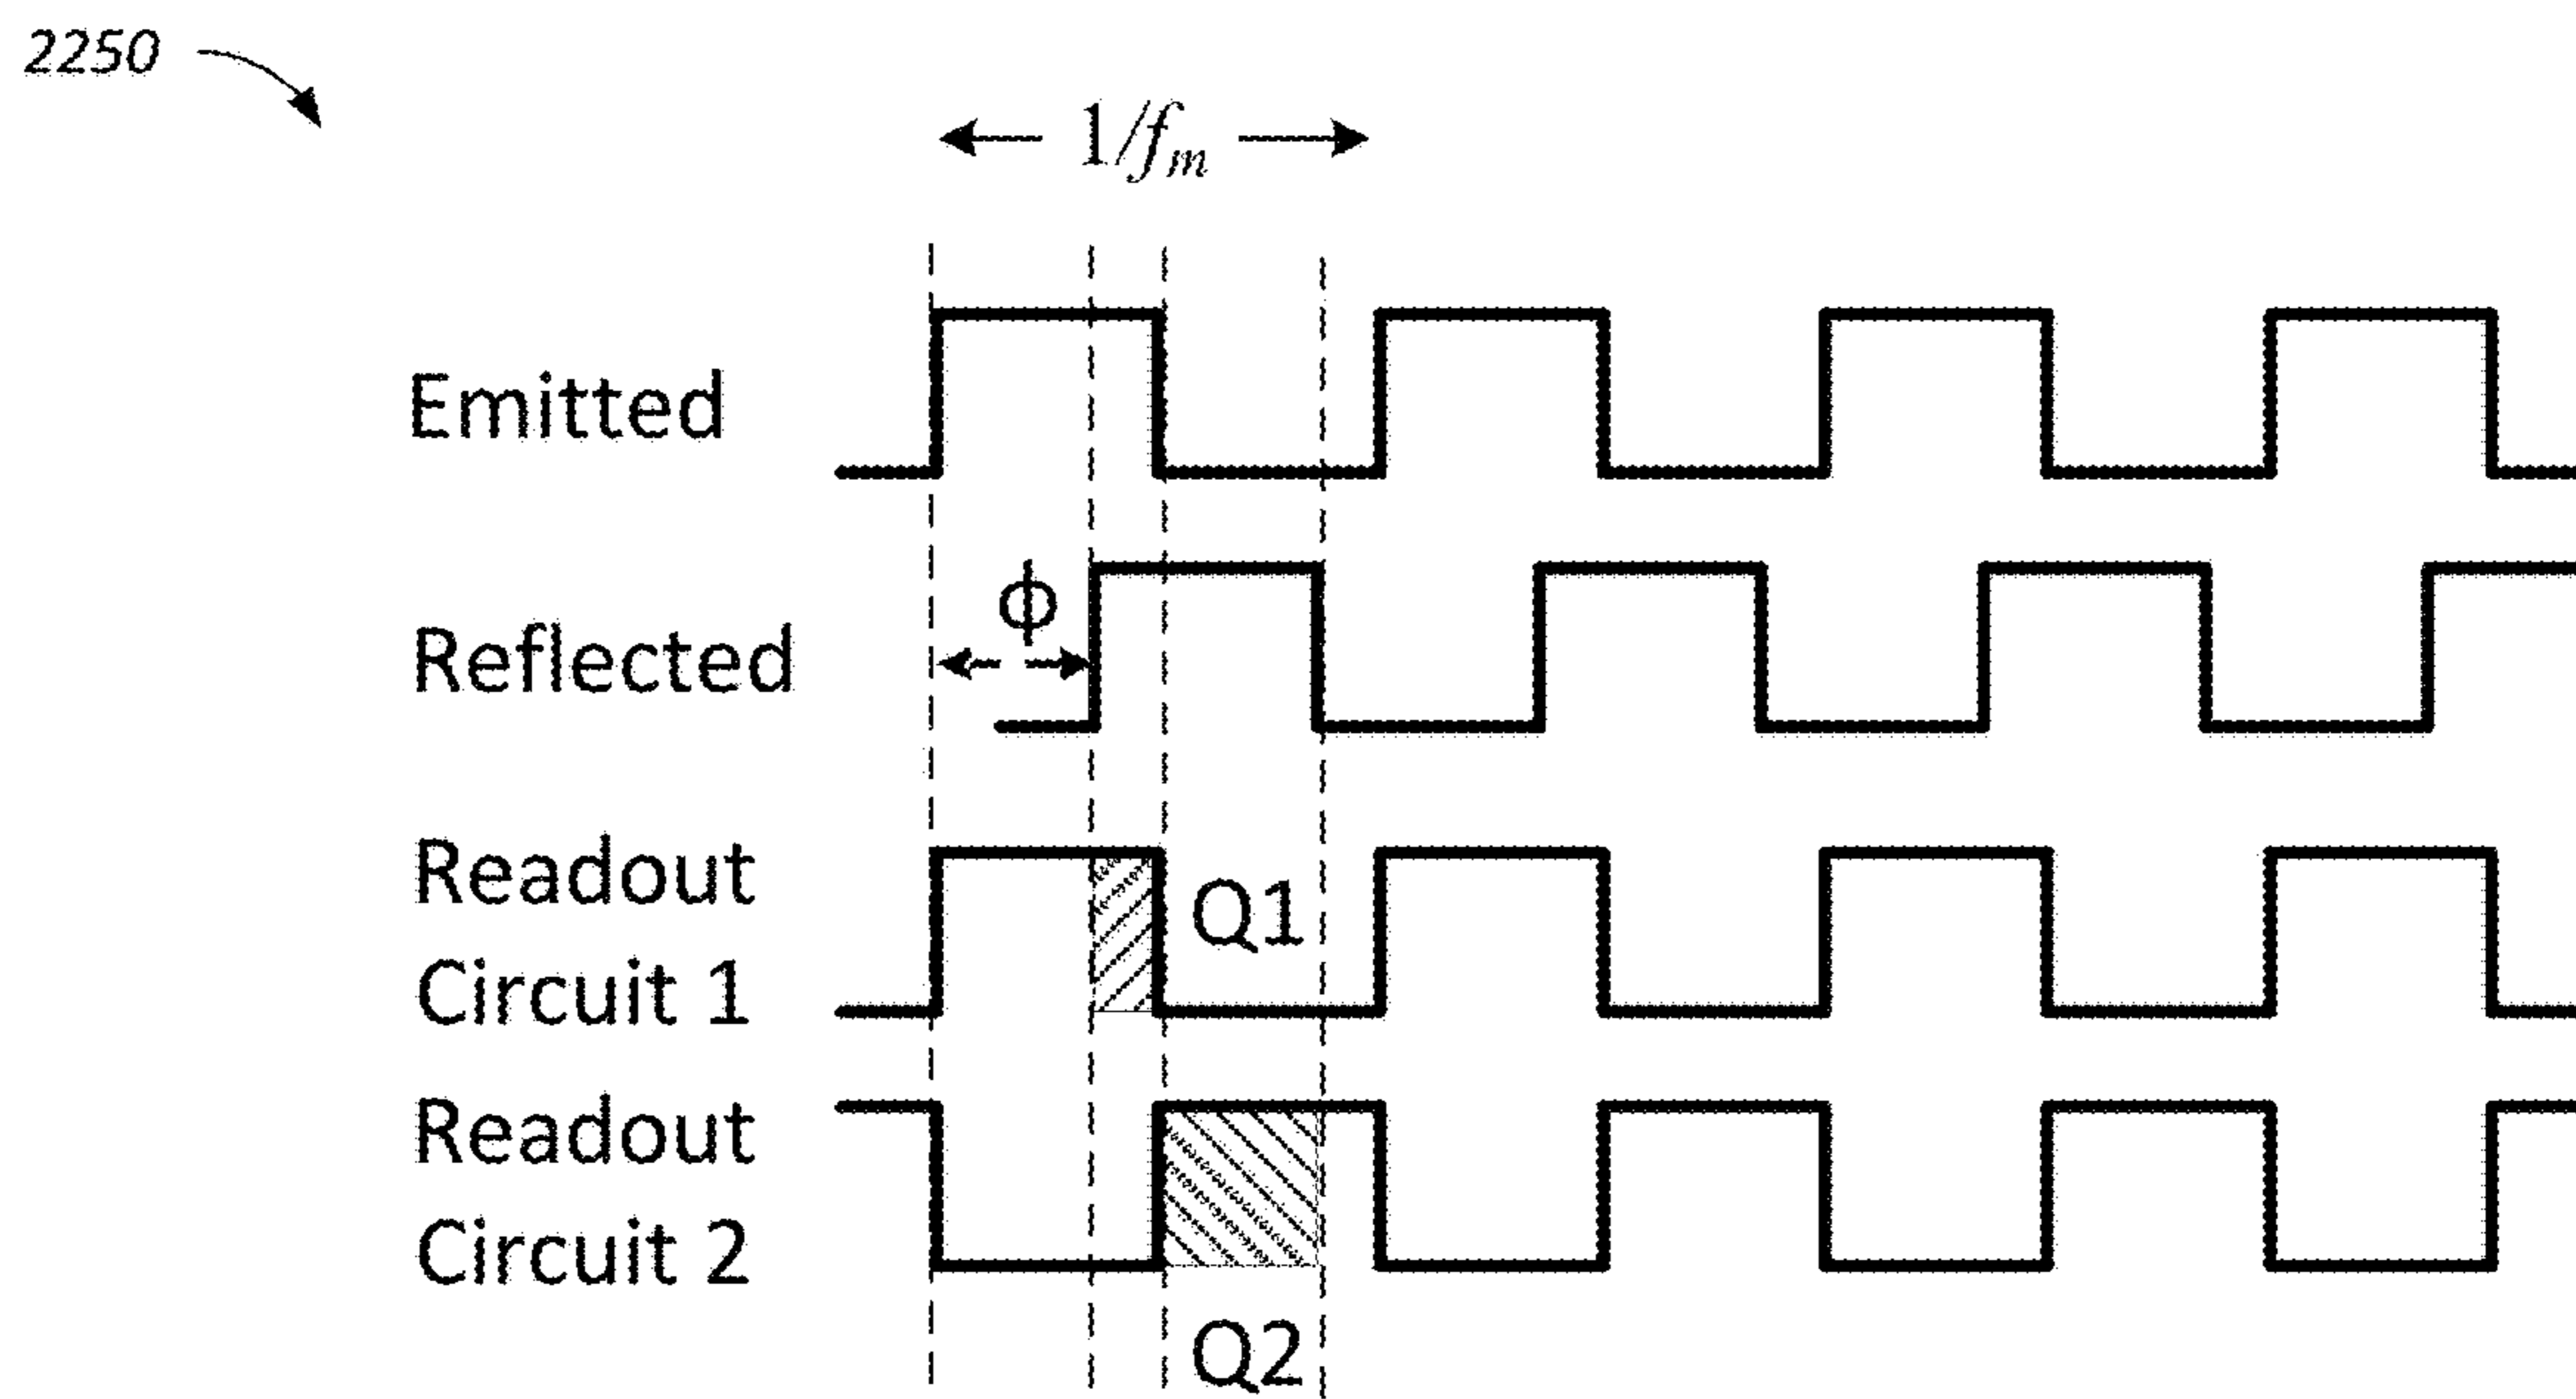 2250
1/fm
Emitted
ϕ
Reflected
Readout
Circuit 1
Q1
Readout
Circuit 2
Q2